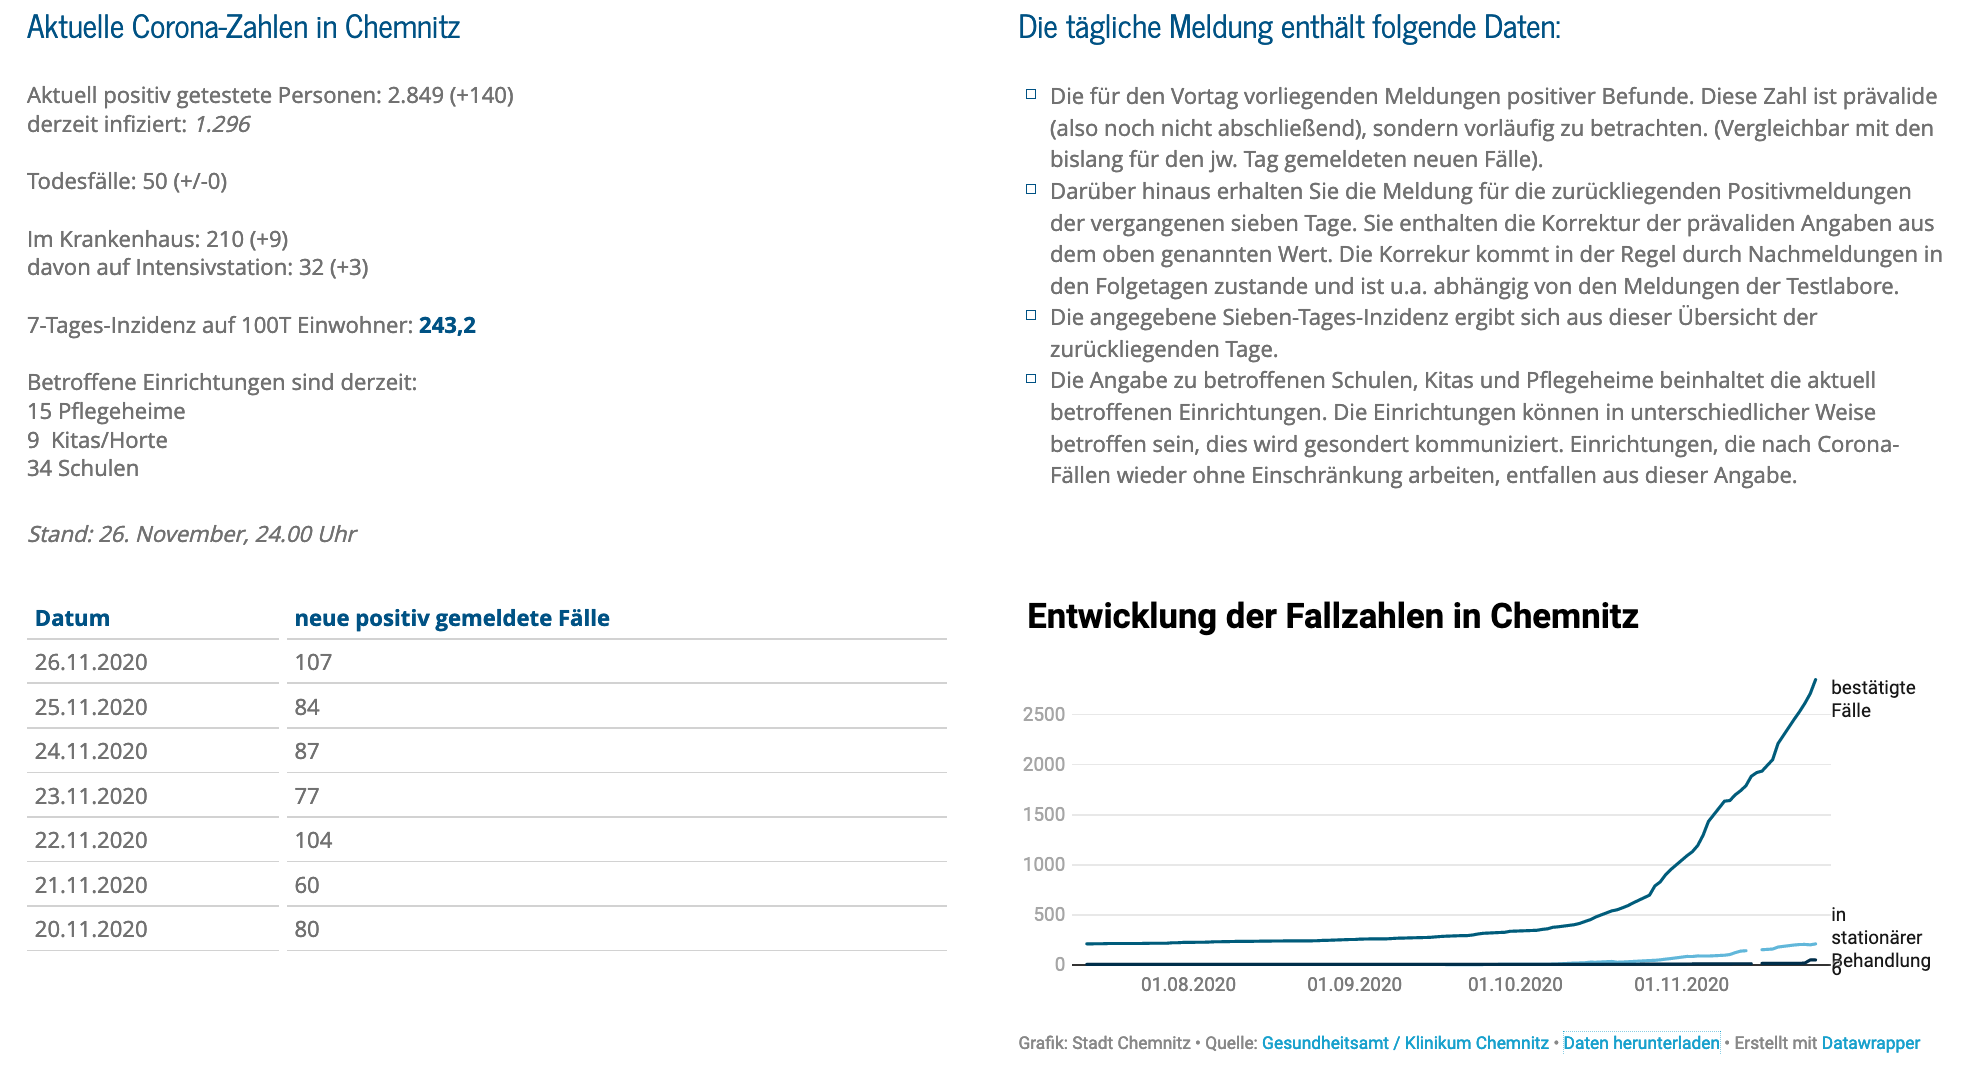 Aktuelle Corona-Zahlen in Chemnitz
Aktuell positiv getestete Personen: 2.849 (+140)
derzeit infiziert: 1.296
Todesfälle: 50 (+/-0)
Im Krankenhaus: 210 (+9)
davon auf Intensivstation: 32 (+3)
7-Tages-Inzidenz auf 100T Einwohner: 243,2
Betroffene Einrichtungen sind derzeit:
15 Pflegeheime
9 Kitas/Horte
34 Schulen
Stand: 26. November, 24.00 Uhr
Datum neue positiv gemeldete Fälle
26.11.2020 107
25.11.2020 84
24.11.2020 87
23.11.2020 77
22.11.2020 104
21.11.2020 60
20.11.2020 80
Die tägliche Meldung enthält folgende Daten:
Die für den Vortag vorliegenden Meldungen positiver Befunde. Diese Zahl ist prävalide
(also noch nicht abschließend), sondern vorläufig zu betrachten. (Vergleichbar mit den
bislang für den jw. Tag gemeldeten neuen Fälle).
Darüber hinaus erhalten Sie die Meldung für die zurückliegenden Positivmeldungen
der vergangenen sieben Tage. Sie enthalten die Korrektur der prävaliden Angaben aus
dem oben genannten Wert. Die Korrekur kommt in der Regel durch Nachmeldungen in
den Folgetagen zustande und ist u.a. abhängig von den Meldungen der Testlabore.
Die angegebene Sieben-Tages-Inzidenz ergibt sich aus dieser Übersicht der
zurückliegenden Tage.
Die Angabe zu betroffenen Schulen, Kitas und Pflegeheime beinhaltet die aktuell
betroffenen Einrichtungen. Die Einrichtungen können in unterschiedlicher Weise
betroffen sein, dies wird gesondert kommuniziert. Einrichtungen, die nach Corona-
Fällen wieder ohne Einschränkung arbeiten, entfallen aus dieser Angabe.
Entwicklung der Fallzahlen in Chemnitz
bestätigte
Fälle
2500
2000
1500
1000
500
0
in
stationärer
Behandlung
01.08.2020 01.09.2020 01.10.2020 01.11.2020
Grafik: Stadt Chemnitz • Quelle: Gesundheitsamt / Klinikum Chemnitz • Daten herunterladen • Erstellt mit Datawrapper